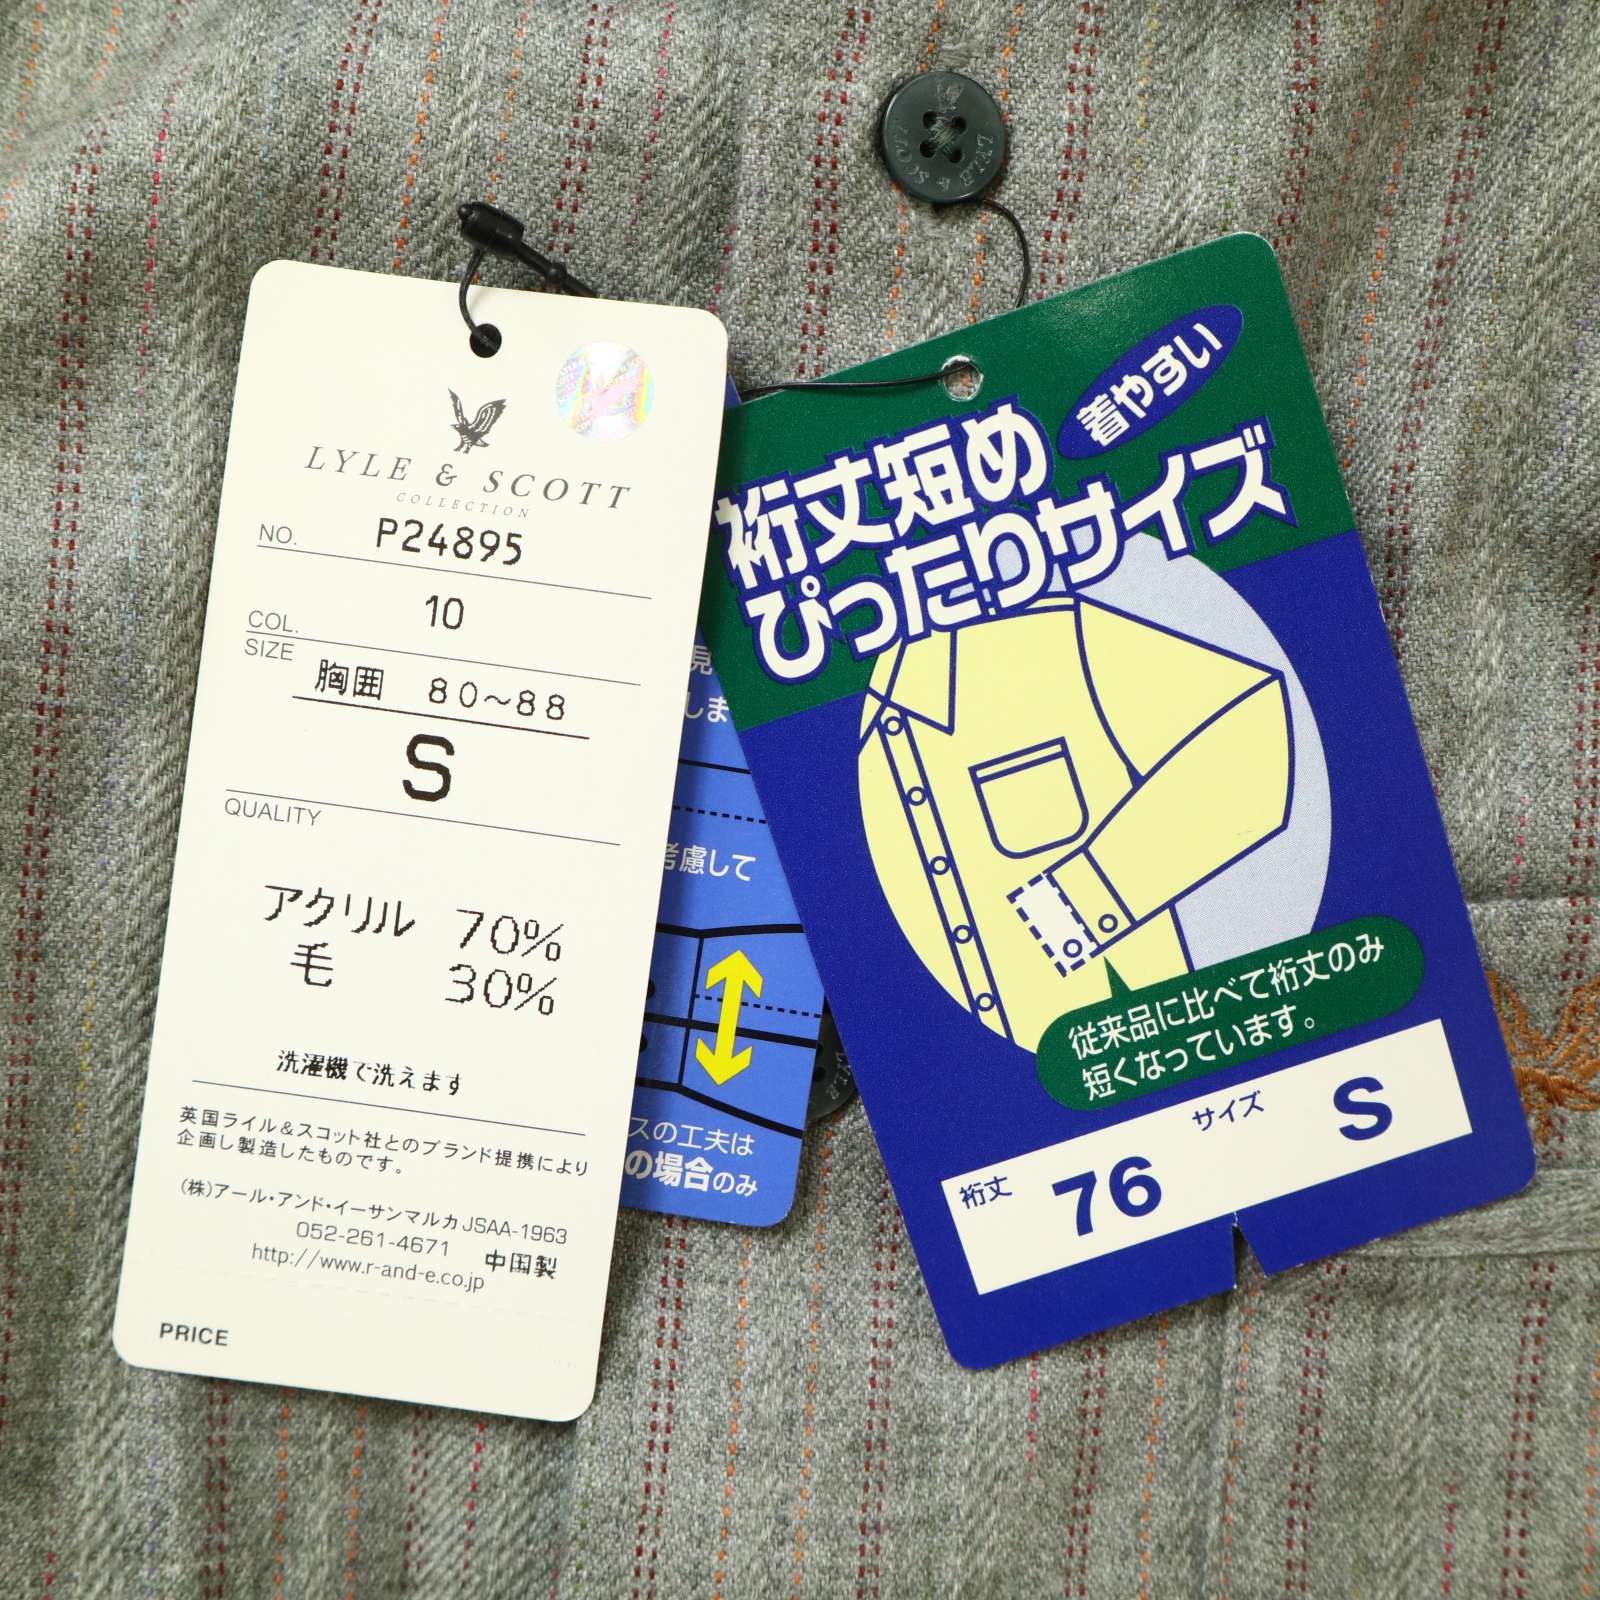 LYLE & SCOTT
COLLECTION
NO. P24895
COL. 10
SIZE
胸囲 80~88
S
QUALITY
アクリル 70%
毛 30%
洗濯機で洗えます
英国ライル&スコット社とのブランド提携により
企画し製造したものです。
(株)アール・アンド・イーサンマルカ JSAA-1963
052-261-4671 中国製
http://www.r-and-e.co.jp
PRICE
しま
考慮して
スの工夫は
の場合のみ
着やすい
裄丈短め
ぴったりサイズ
従来品に比べて裄丈のみ
短くなっています。
裄丈 76 サイズ S
LYLE & SCOTT